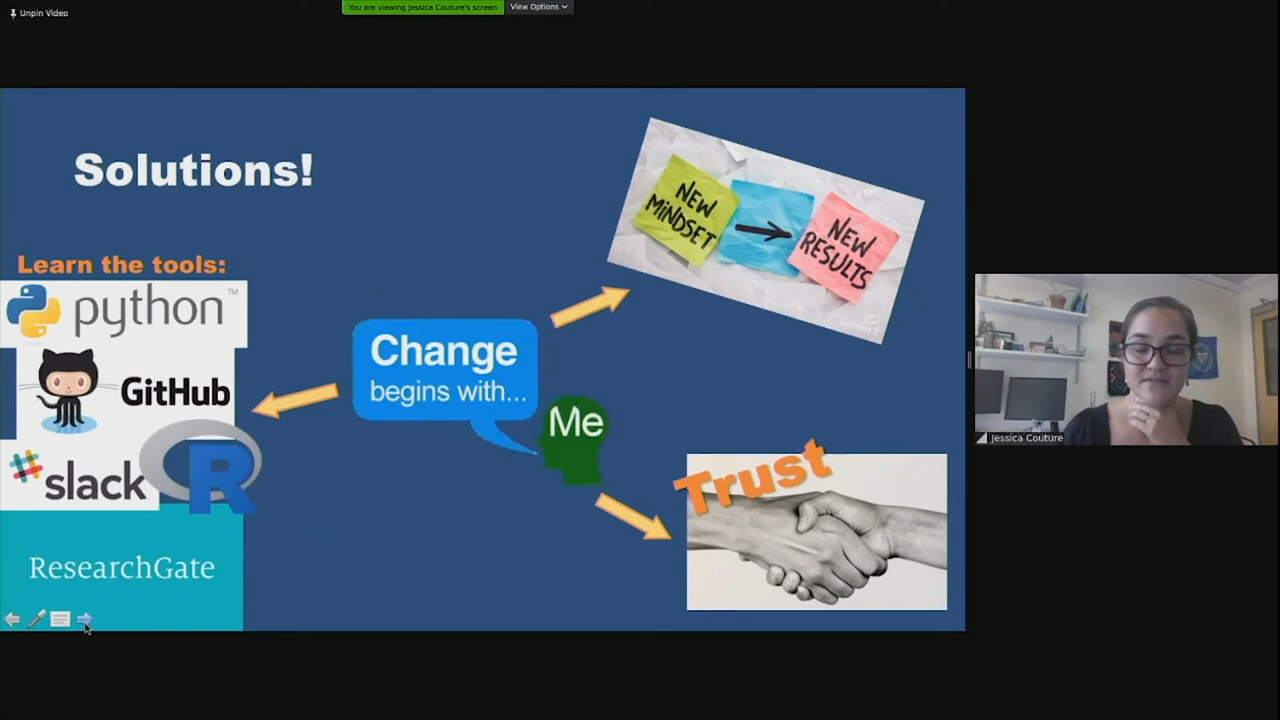 Unpin Video
You are viewing Jessica Couture's screen
View Options
Solutions!
NEW
MINDSET
NEW
RESULTS
Learn the tools:
python™
Change
begins with...
GitHub
Me
Trust
slack
R
ResearchGate
Jessica Couture